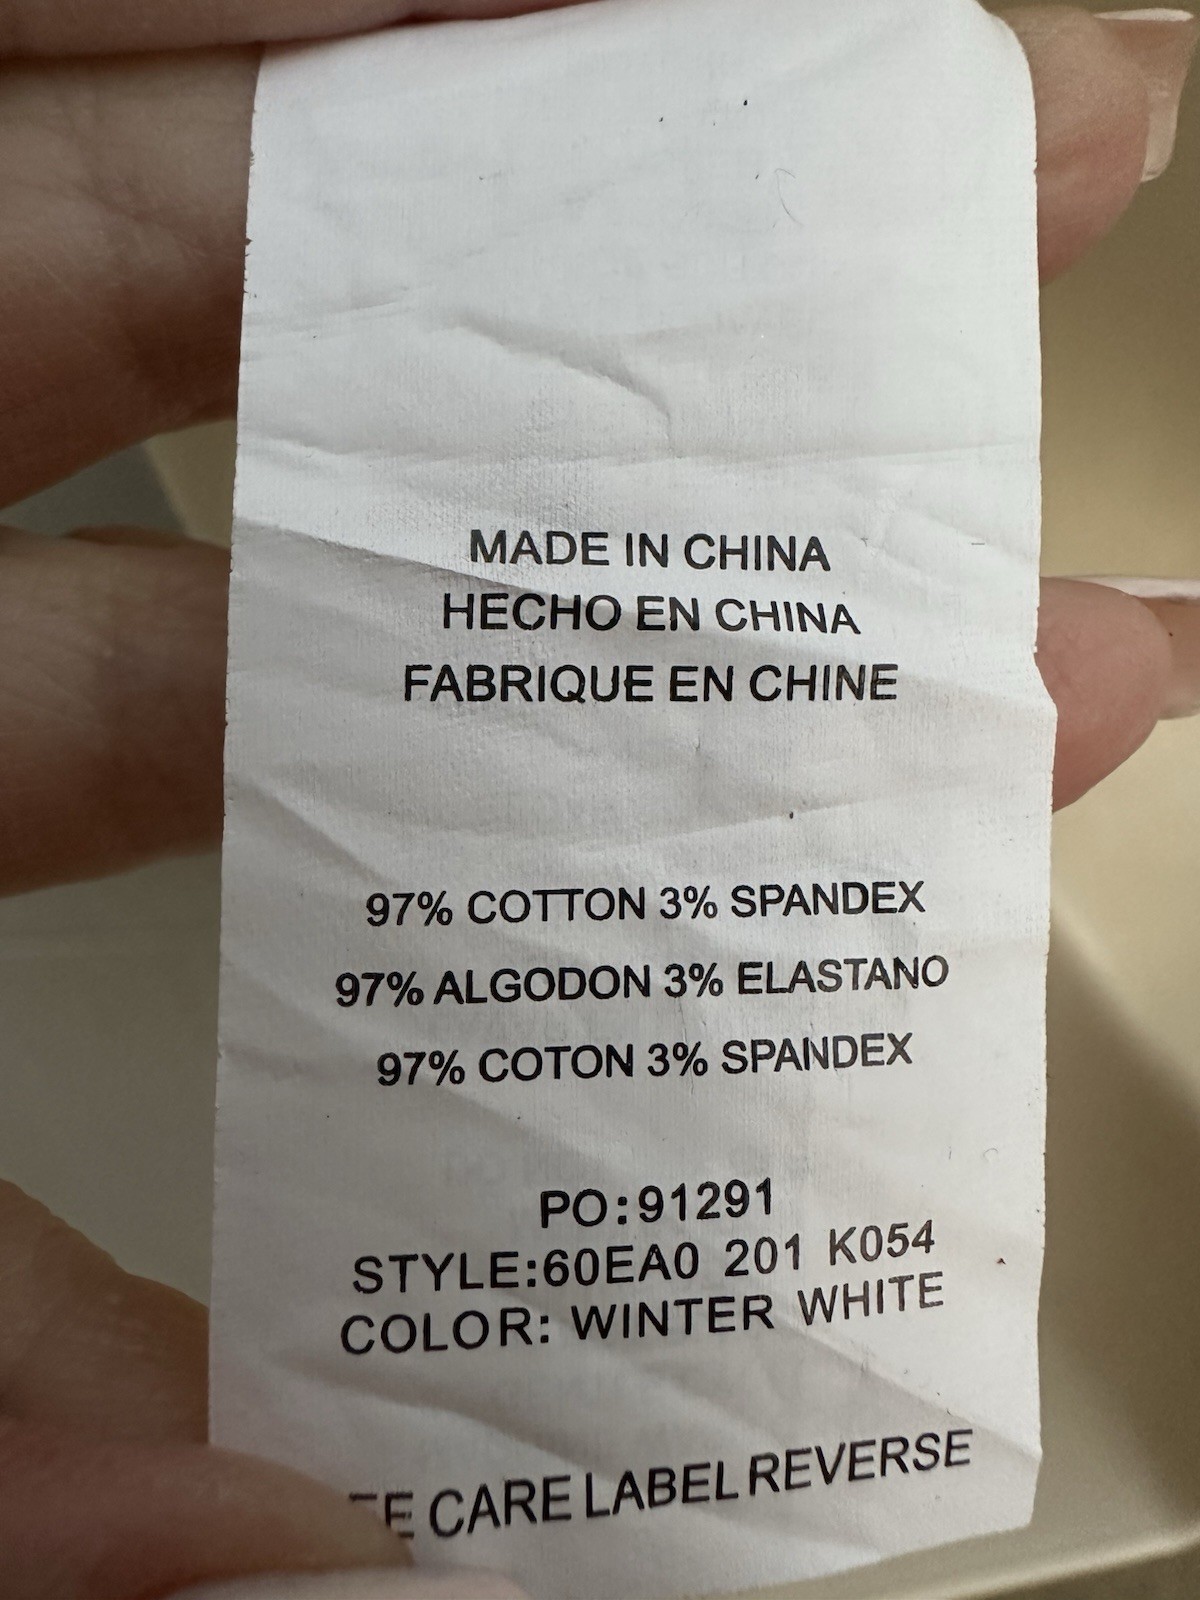 MADE IN CHINA
HECHO EN CHINA
FABRIQUE EN CHINE
97% COTTON 3% SPANDEX
97% ALGODON 3% ELASTANO
97% COTON 3% SPANDEX
PO:91291
STYLE:60EA0 201 K054
COLOR: WINTER WHITE
CARE LABEL REVERSE